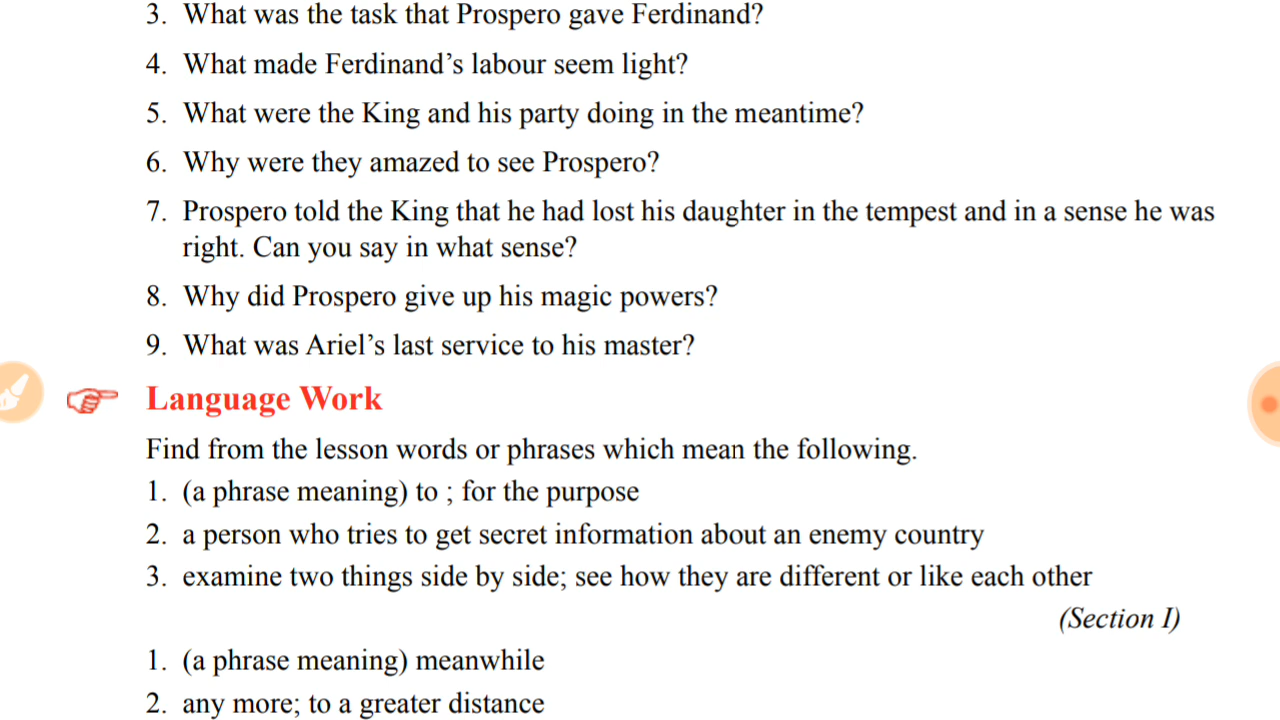 3. What was the task that Prospero gave Ferdinand?
4. What made Ferdinand’s labour seem light?
5. What were the King and his party doing in the meantime?
6. Why were they amazed to see Prospero?
7. Prospero told the King that he had lost his daughter in the tempest and in a sense he was
right. Can you say in what sense?
8. Why did Prospero give up his magic powers?
9. What was Ariel’s last service to his master?
Language Work
Find from the lesson words or phrases which mean the following.
1. (a phrase meaning) to ; for the purpose
2. a person who tries to get secret information about an enemy country
3. examine two things side by side; see how they are different or like each other
(Section I)
1. (a phrase meaning) meanwhile
2. any more; to a greater distance